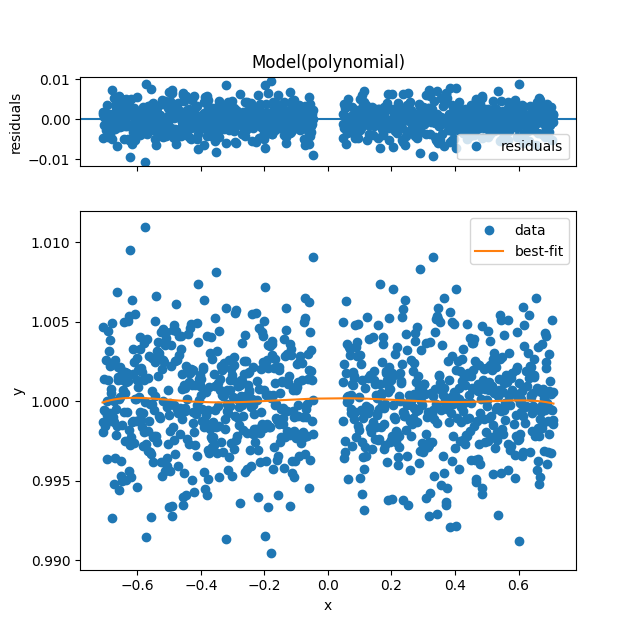 Model(polynomial)
0.01
0.00
−0.01
residuals
residuals
1.010
1.005
1.000
0.995
0.990
y
data
best-fit
−0.6 −0.4 −0.2 0.0 0.2 0.4 0.6
x